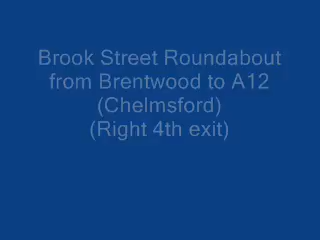 Brook Street Roundabout
from Brentwood to A12
(Chelmsford)
(Right 4th exit)